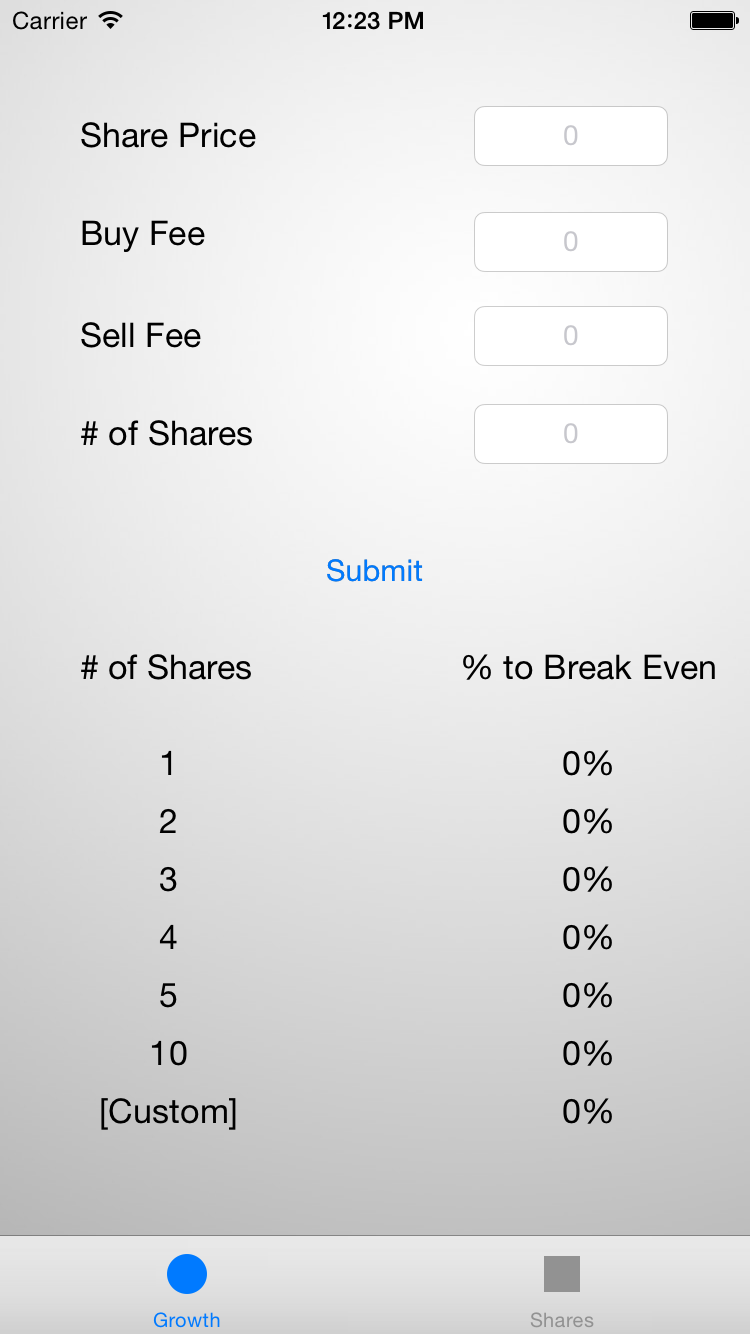 Carrier 12:23 PM
Share Price 0
Buy Fee 0
Sell Fee 0
# of Shares 0
Submit
# of Shares % to Break Even
1 0%
2 0%
3 0%
4 0%
5 0%
10 0%
[Custom] 0%
Growth Shares